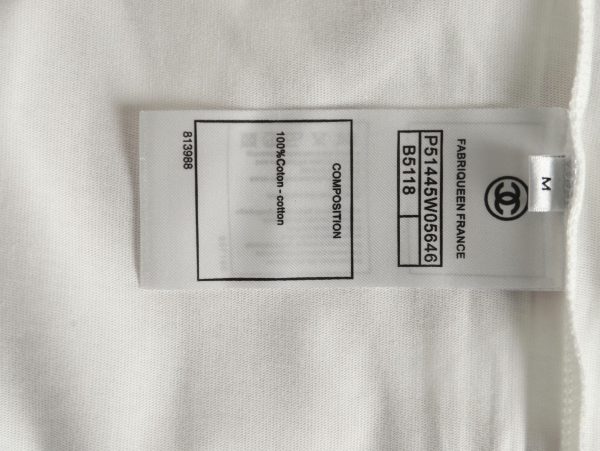 M
FABRIQUEEN FRANCE
P51445W05646
B5118
COMPOSITION
100%Coton - cotton
813988